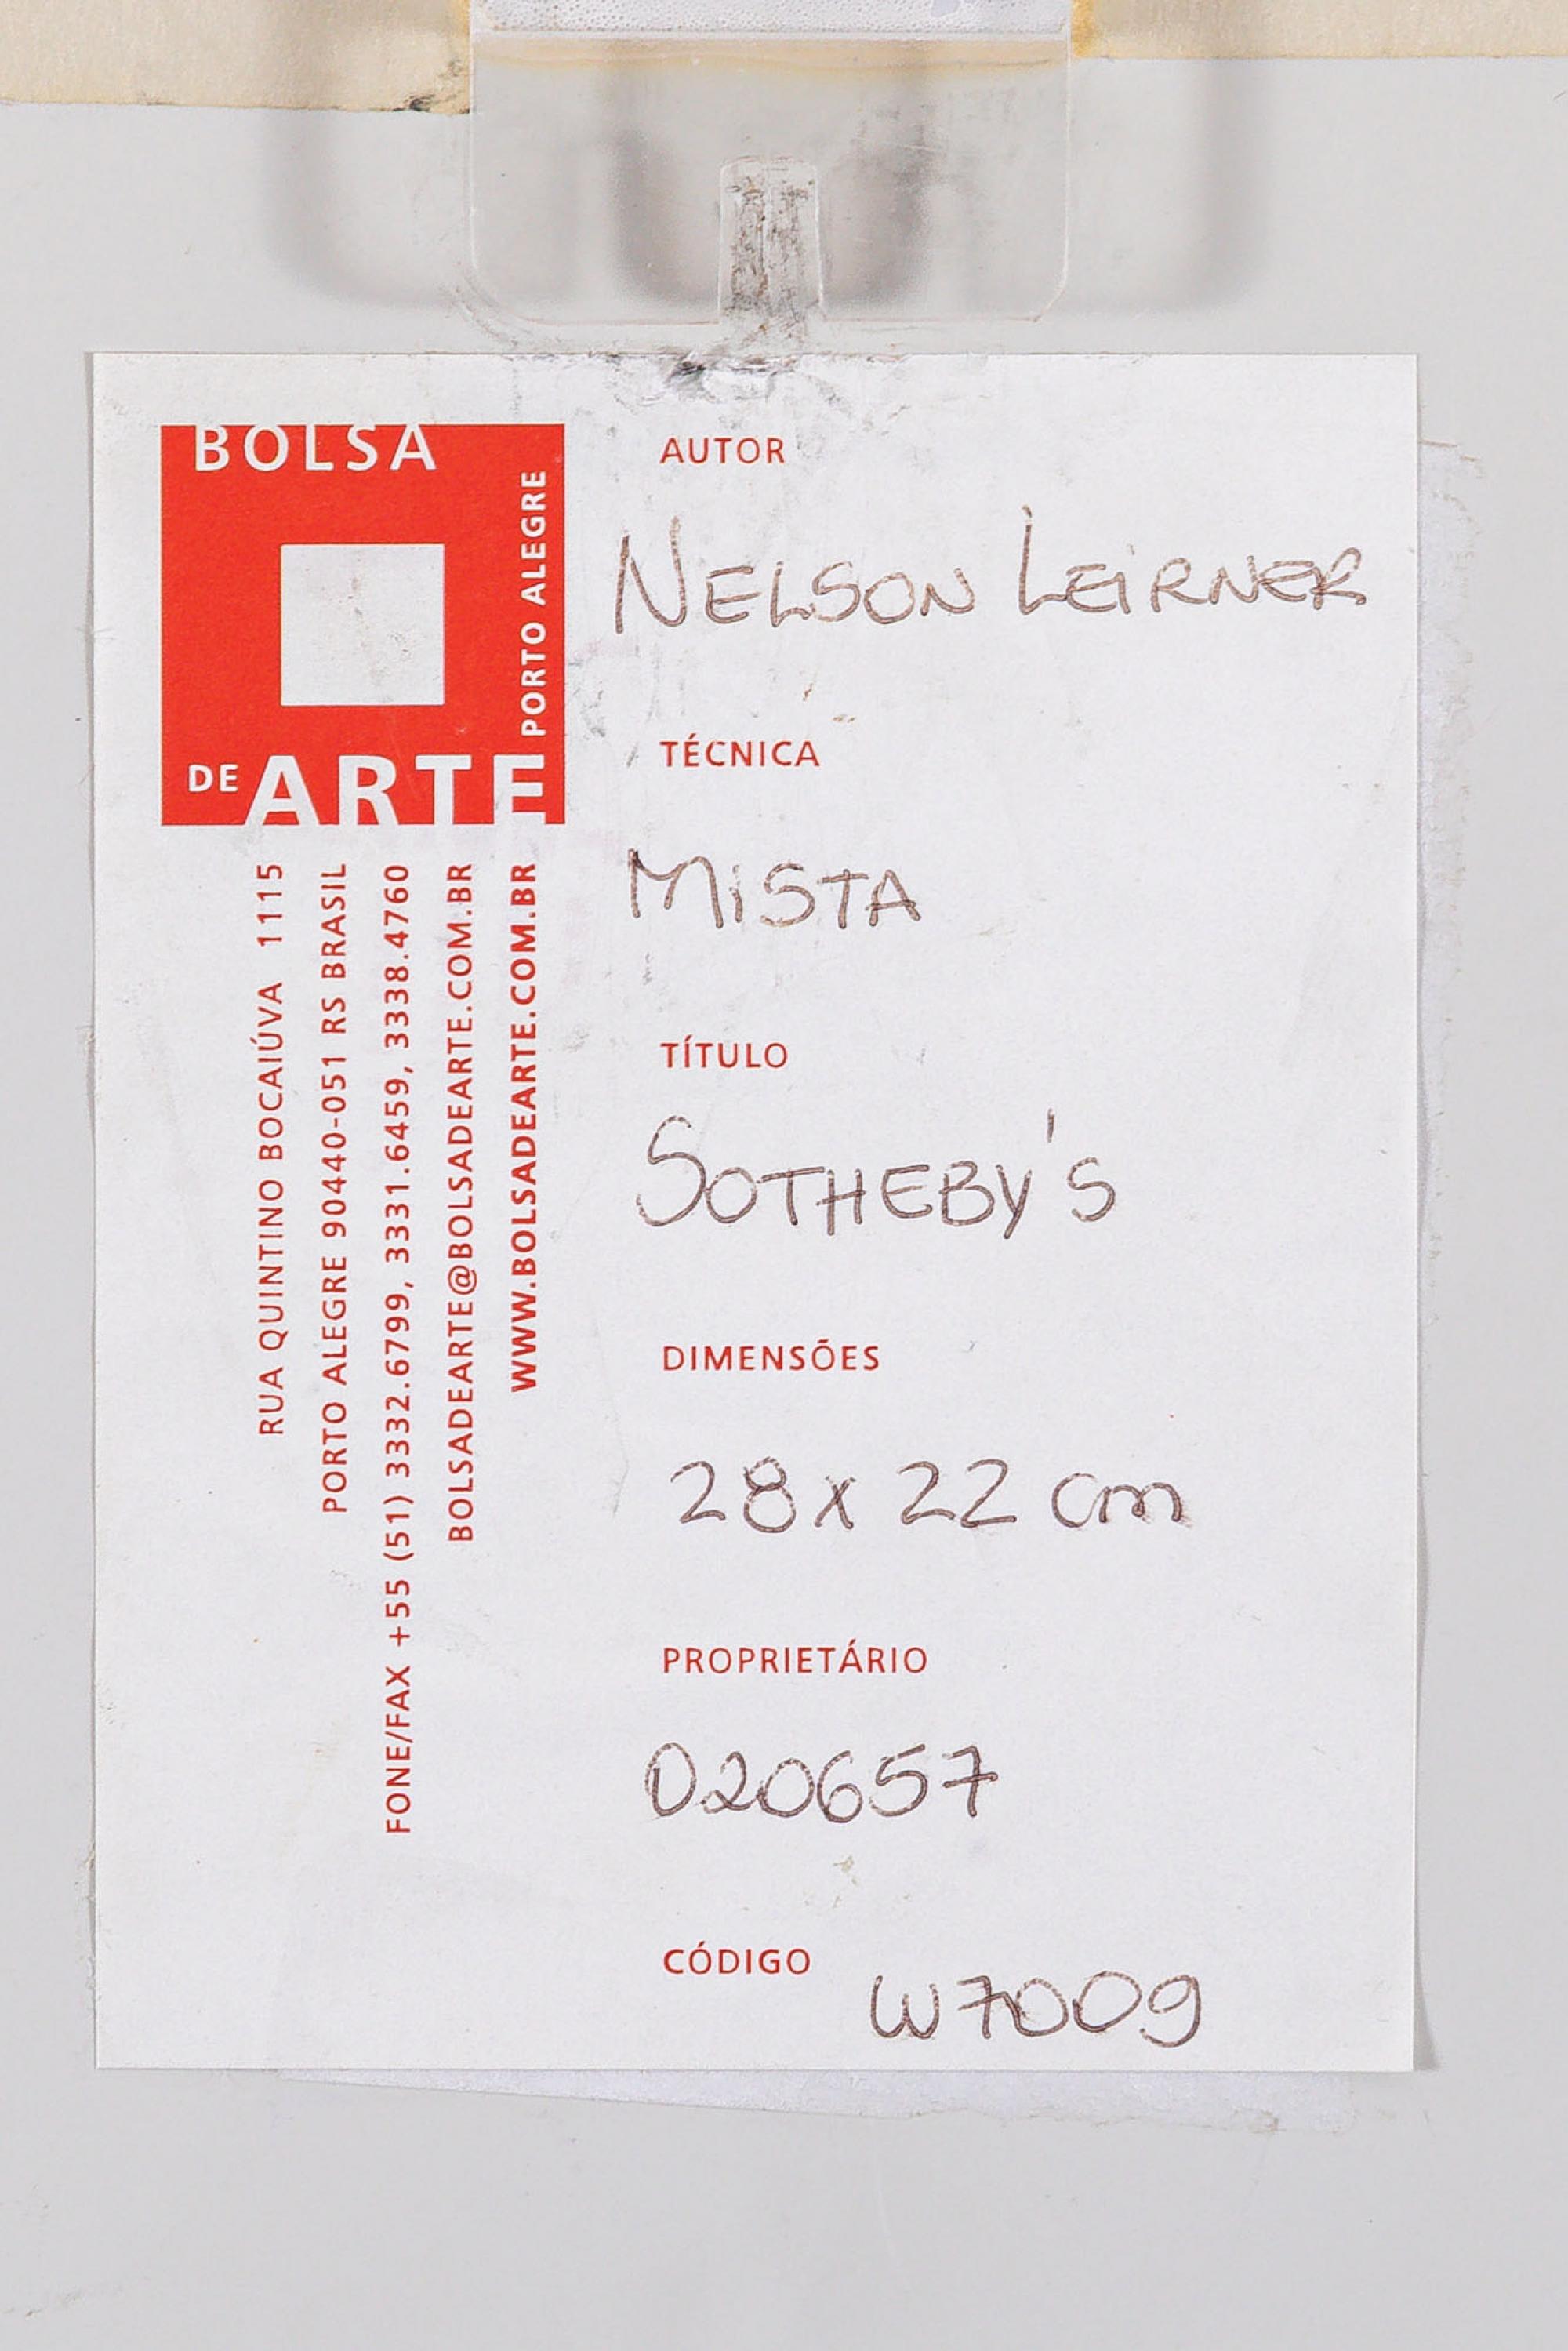 BOLSA
DE ARTE
PORTO ALEGRE
RUA QUINTINO BOCAIÚVA 1115
PORTO ALEGRE 90440-051 RS BRASIL
FONE/FAX +55 (51) 3332.6799, 3331.6459, 3338.4760
BOLSADEARTE@BOLSADEARTE.COM.BR
WWW.BOLSADEARTE.COM.BR
AUTOR
NELSON LEIRNER
TÉCNICA
MISTA
TÍTULO
SOTHEBY'S
DIMENSÕES
28 x 22 cm
PROPRIETÁRIO
020657
CÓDIGO
W7009